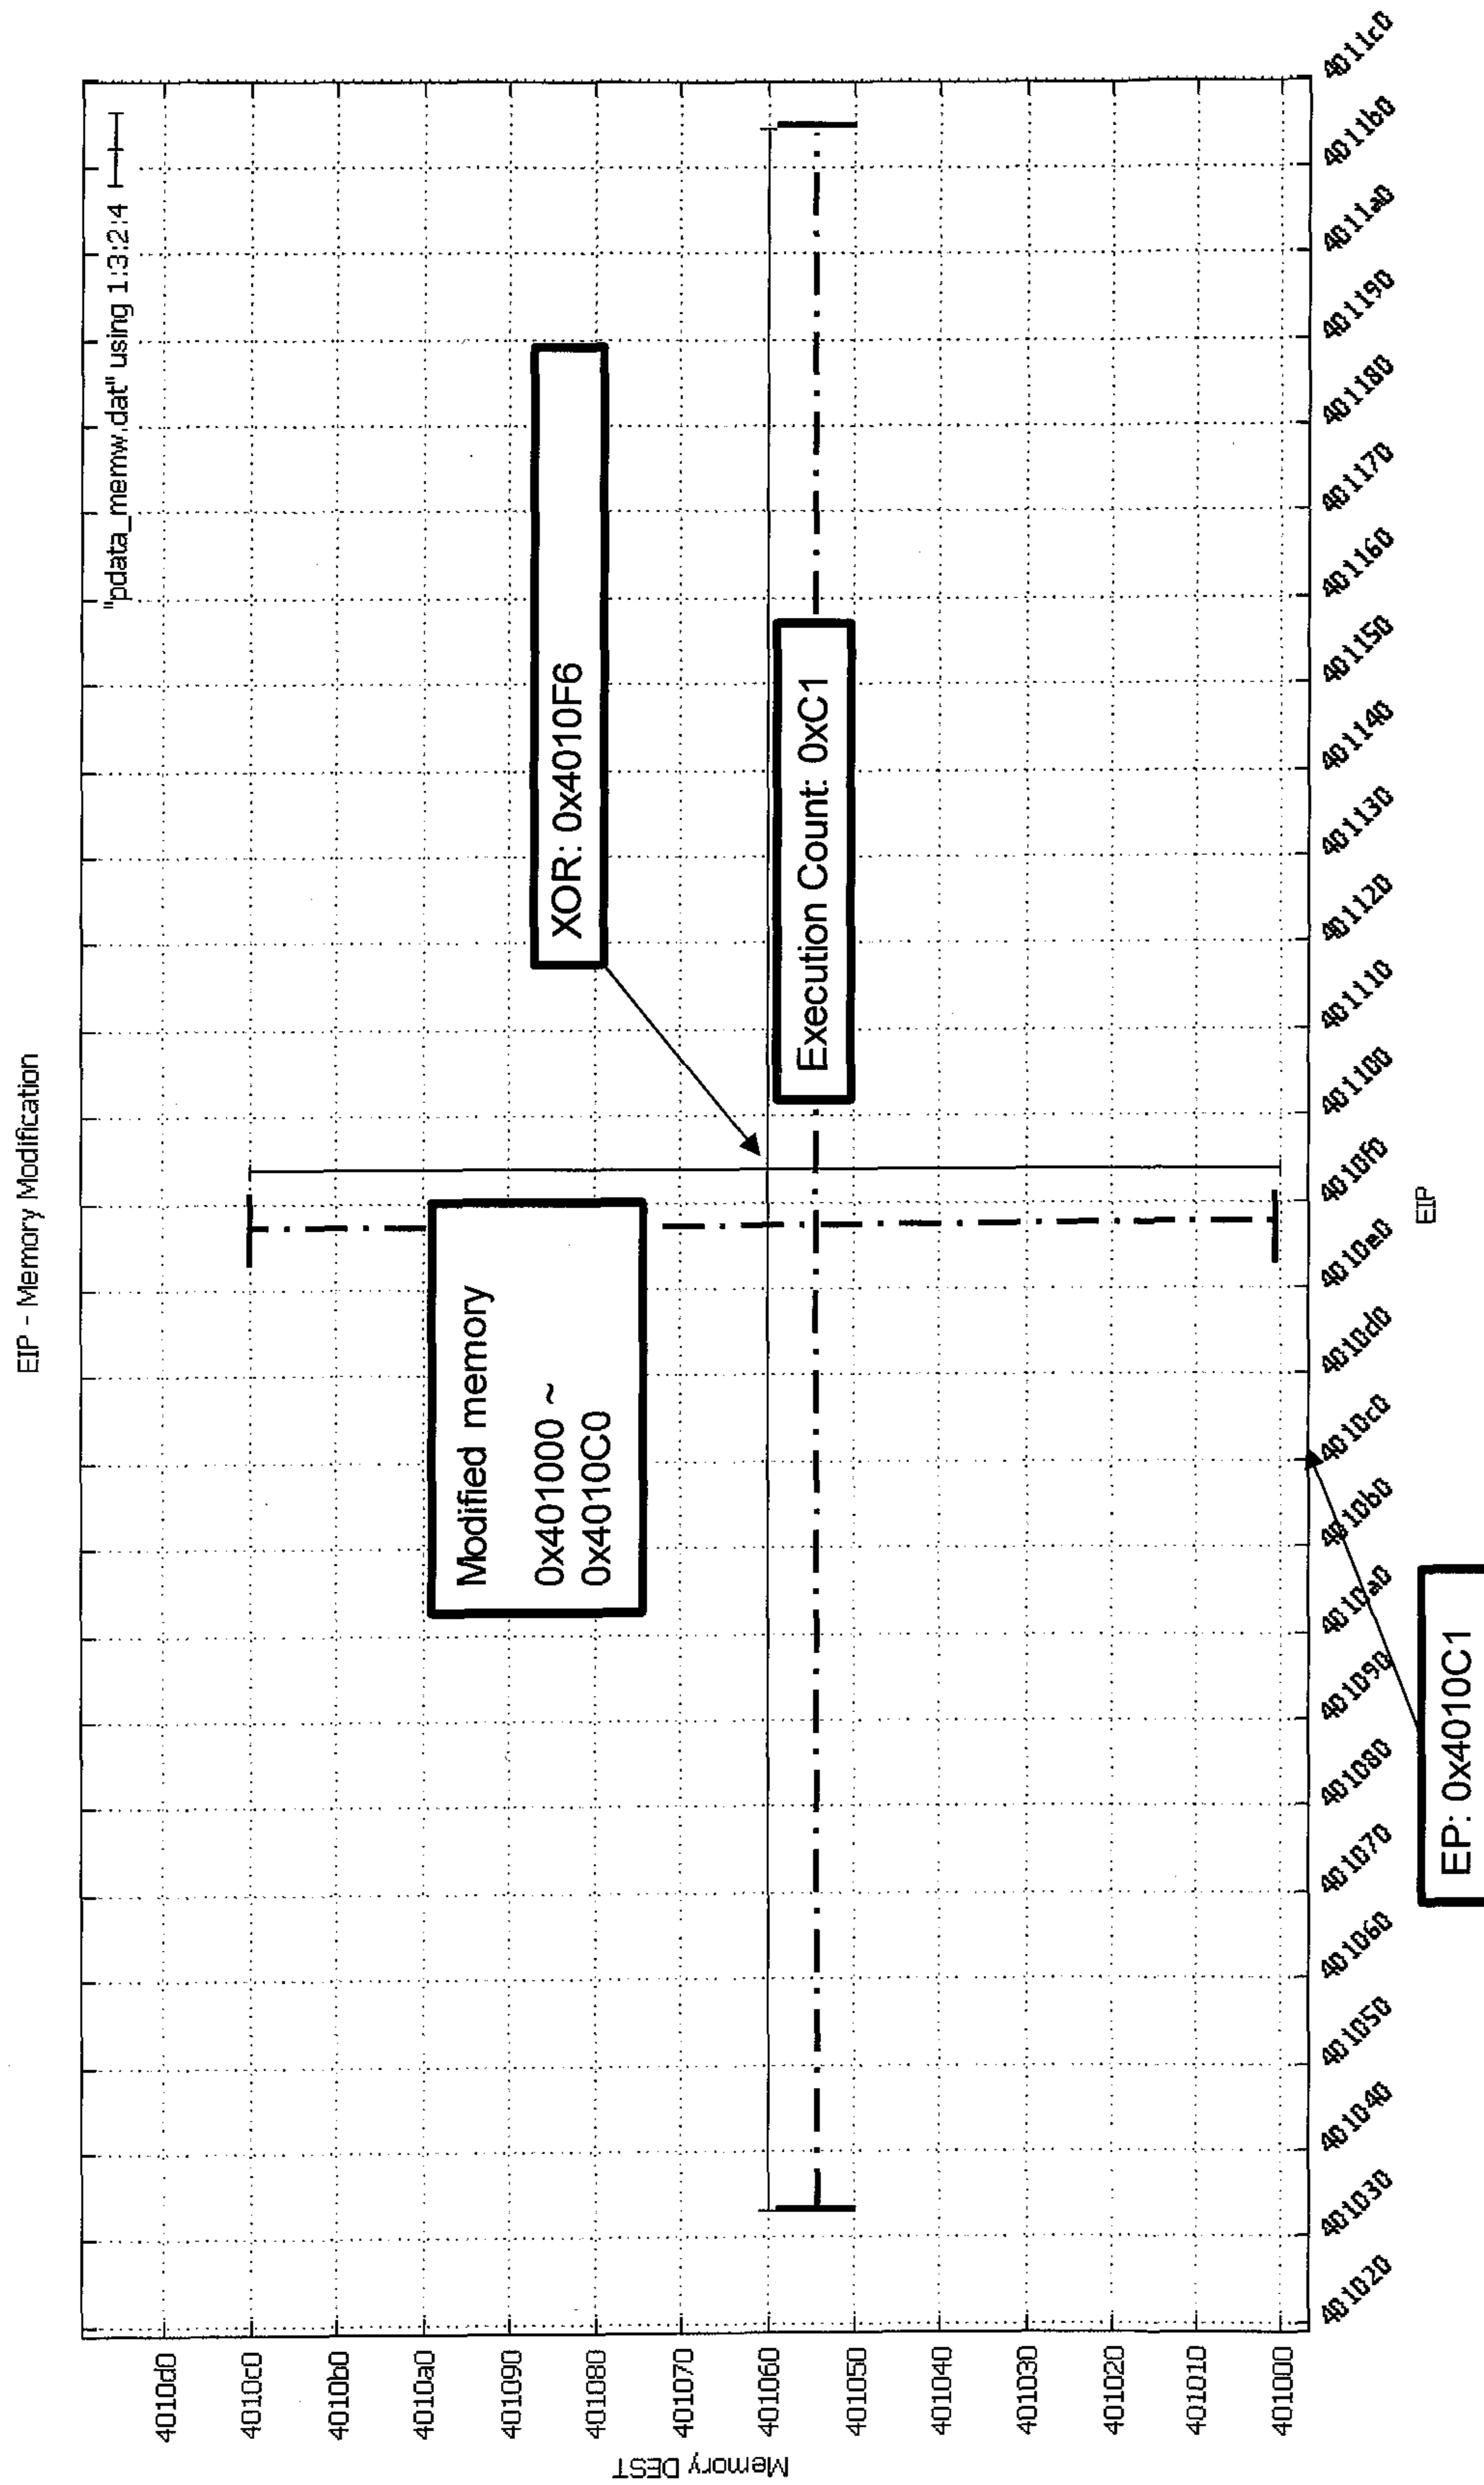 EIP - Memory Modification
"pdata_memw.dat" using 1:3:2:4
Memory DEST
4010d0
4010c0
4010b0
4010a0
401090
401080
401070
401060
401050
401040
401030
401020
401010
401000
Modified memory
0x401000 ~
0x4010C0
XOR: 0x4010F6
Execution Count: 0xC1
401020
401030
401040
401050
401060
401070
401080
401090
4010a0
4010b0
4010c0
4010d0
4010e0
4010f0
401100
401110
401120
401130
401140
401150
401160
401170
401180
401190
4011a0
4011b0
4011c0
EIP
EP: 0x4010C1